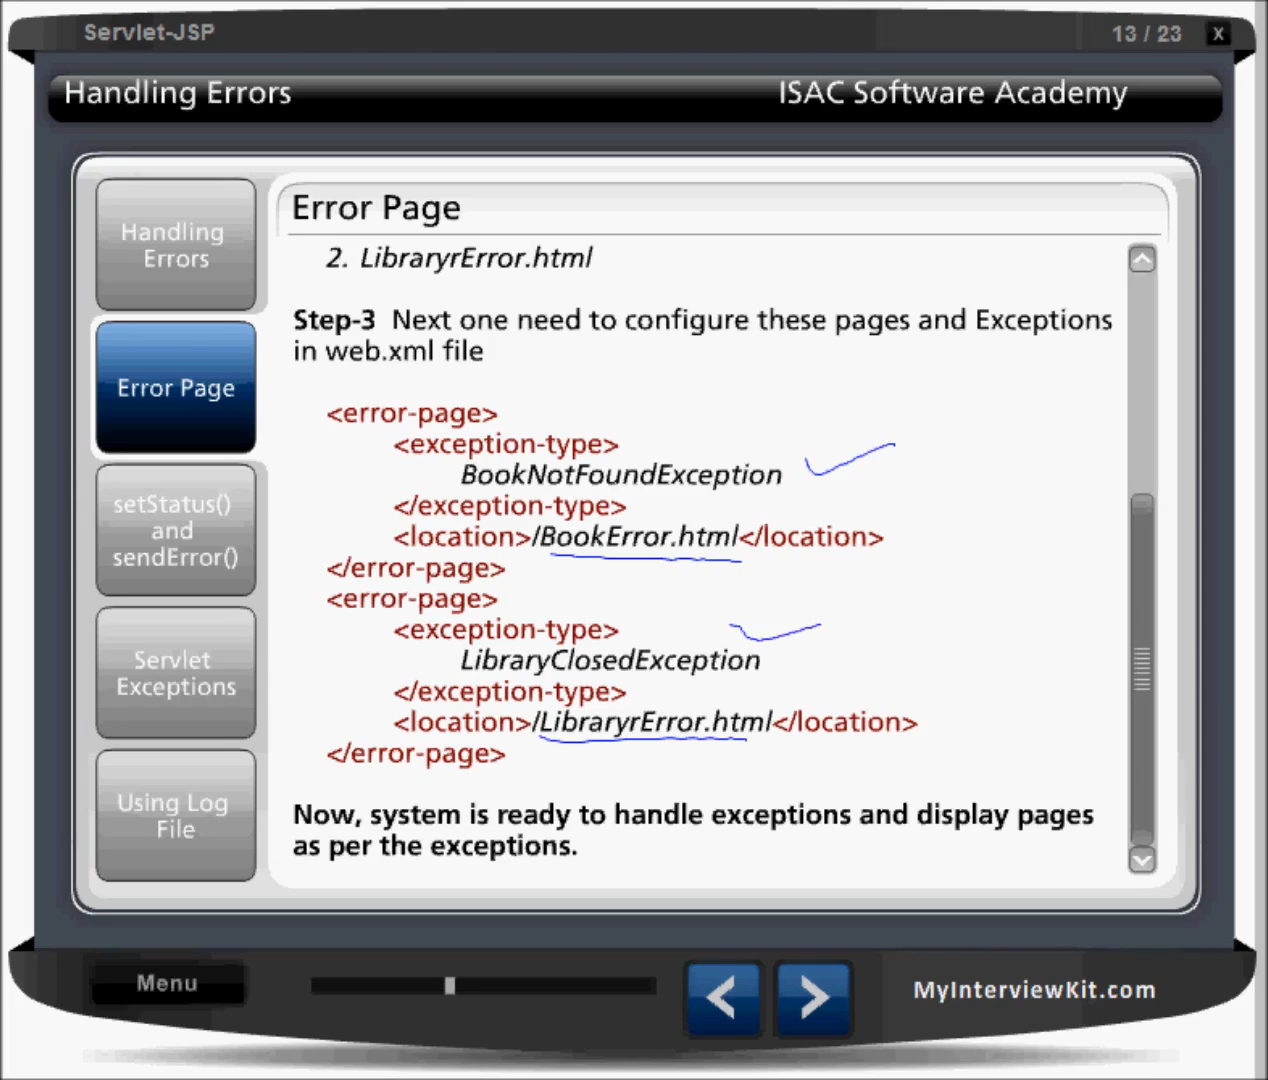 Servlet-JSP
13 / 23
X
Handling Errors
ISAC Software Academy
Handling
Errors
Error Page
setStatus()
and
sendError()
Servlet
Exceptions
Using Log
File
Error Page
2. LibraryrError.html
Step-3 Next one need to configure these pages and Exceptions
in web.xml file
<error-page>
<exception-type>
BookNotFoundException
</exception-type>
<location>/BookError.html</location>
</error-page>
<error-page>
<exception-type>
LibraryClosedException
</exception-type>
<location>/LibraryrError.html</location>
</error-page>
Now, system is ready to handle exceptions and display pages
as per the exceptions.
Menu
MyInterviewKit.com